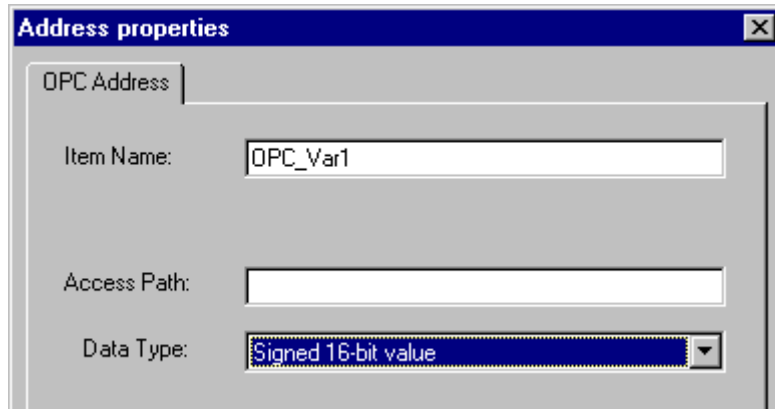 Address properties
OPC Address
Item Name: OPC_Var1
Access Path:
Data Type: Signed 16-bit value